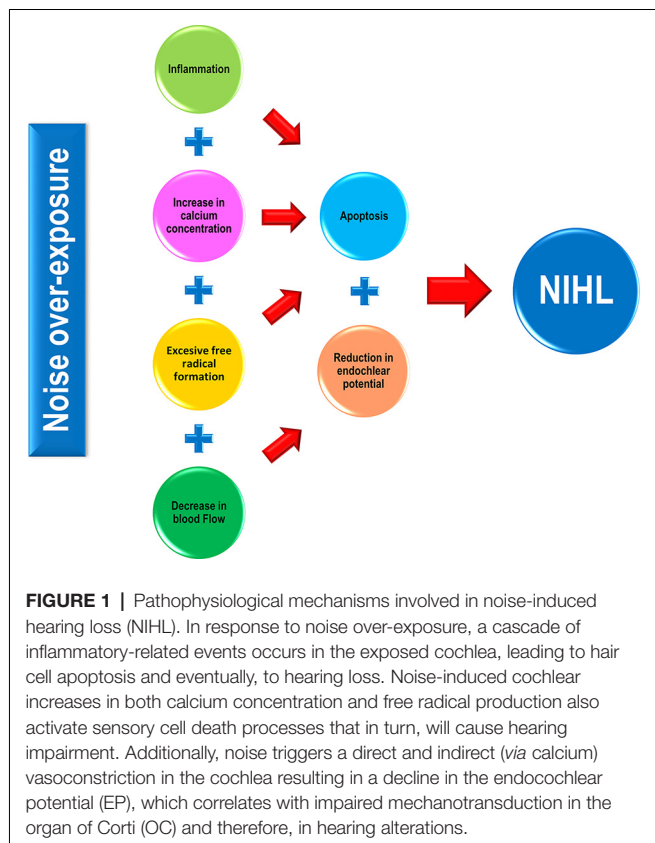 Noise over-exposure
Inflammation
Increase in
calcium
concentration
Excesive free
radical
formation
Decrease in
blood Flow
Apoptosis
Reduction in
endochlear
potential
NIHL
FIGURE 1 | Pathophysiological mechanisms involved in noise-induced
hearing loss (NIHL). In response to noise over-exposure, a cascade of
inflammatory-related events occurs in the exposed cochlea, leading to hair
cell apoptosis and eventually, to hearing loss. Noise-induced cochlear
increases in both calcium concentration and free radical production also
activate sensory cell death processes that in turn, will cause hearing
impairment. Additionally, noise triggers a direct and indirect (via calcium)
vasoconstriction in the cochlea resulting in a decline in the endocochlear
potential (EP), which correlates with impaired mechanotransduction in the
organ of Corti (OC) and therefore, in hearing alterations.